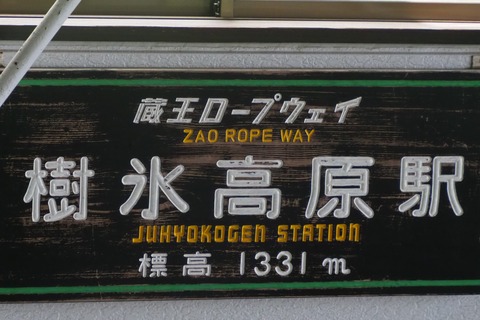 蔵王ロープウェイ
ZAO ROPE WAY
樹氷高原駅
JUHYOKOGEN STATION
標高 1331m